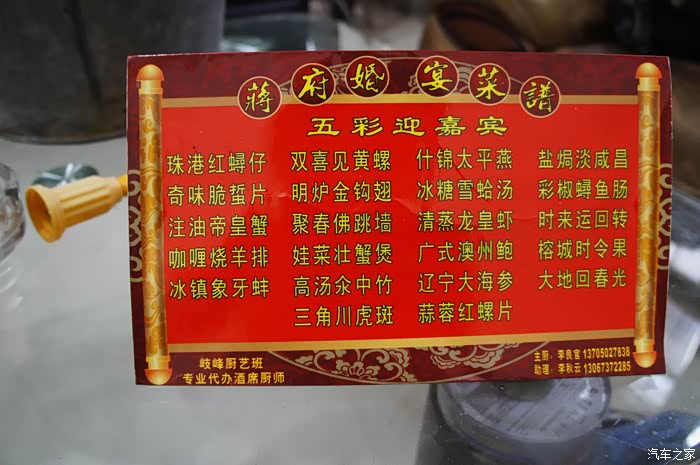 蔣府婚宴菜譜
五彩迎嘉宾
珠港红蟳仔 双喜见黄螺 什锦太平燕 盐焗淡咸昌
奇味脆蜇片 明炉金钩翅 冰糖雪蛤汤 彩椒蟳鱼肠
注油帝皇蟹 聚春佛跳墙 清蒸龙皇虾 时来运回转
咖喱烧羊排 娃菜壮蟹煲 广式澳州鲍 榕城时令果
冰镇象牙蚌 高汤汆中竹 辽宁大海参 大地回春光
三角川虎斑 蒜蓉红螺片
岐峰厨艺班
专业代办酒席厨师
主厨：李良官 13705027838
助理：李秋云 13067372285
汽车之家